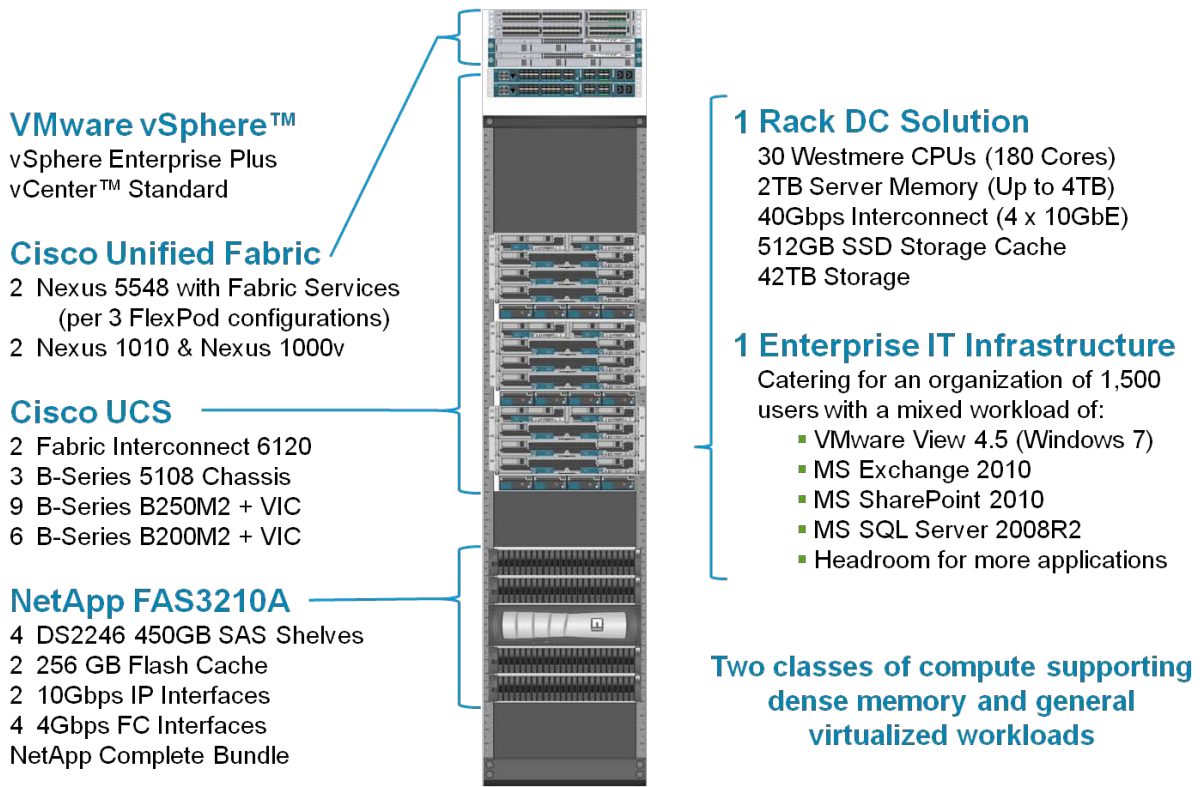 VMware vSphere™
vSphere Enterprise Plus
vCenter™ Standard
Cisco Unified Fabric
2 Nexus 5548 with Fabric Services
(per 3 FlexPod configurations)
2 Nexus 1010 & Nexus 1000v
Cisco UCS
2 Fabric Interconnect 6120
3 B-Series 5108 Chassis
9 B-Series B250M2 + VIC
6 B-Series B200M2 + VIC
NetApp FAS3210A
4 DS2246 450GB SAS Shelves
2 256 GB Flash Cache
2 10Gbps IP Interfaces
4 4Gbps FC Interfaces
NetApp Complete Bundle
1 Rack DC Solution
30 Westmere CPUs (180 Cores)
2TB Server Memory (Up to 4TB)
40Gbps Interconnect (4 x 10GbE)
512GB SSD Storage Cache
42TB Storage
1 Enterprise IT Infrastructure
Catering for an organization of 1,500
users with a mixed workload of:
▪ VMware View 4.5 (Windows 7)
▪ MS Exchange 2010
▪ MS SharePoint 2010
▪ MS SQL Server 2008R2
▪ Headroom for more applications
Two classes of compute supporting
dense memory and general
virtualized workloads